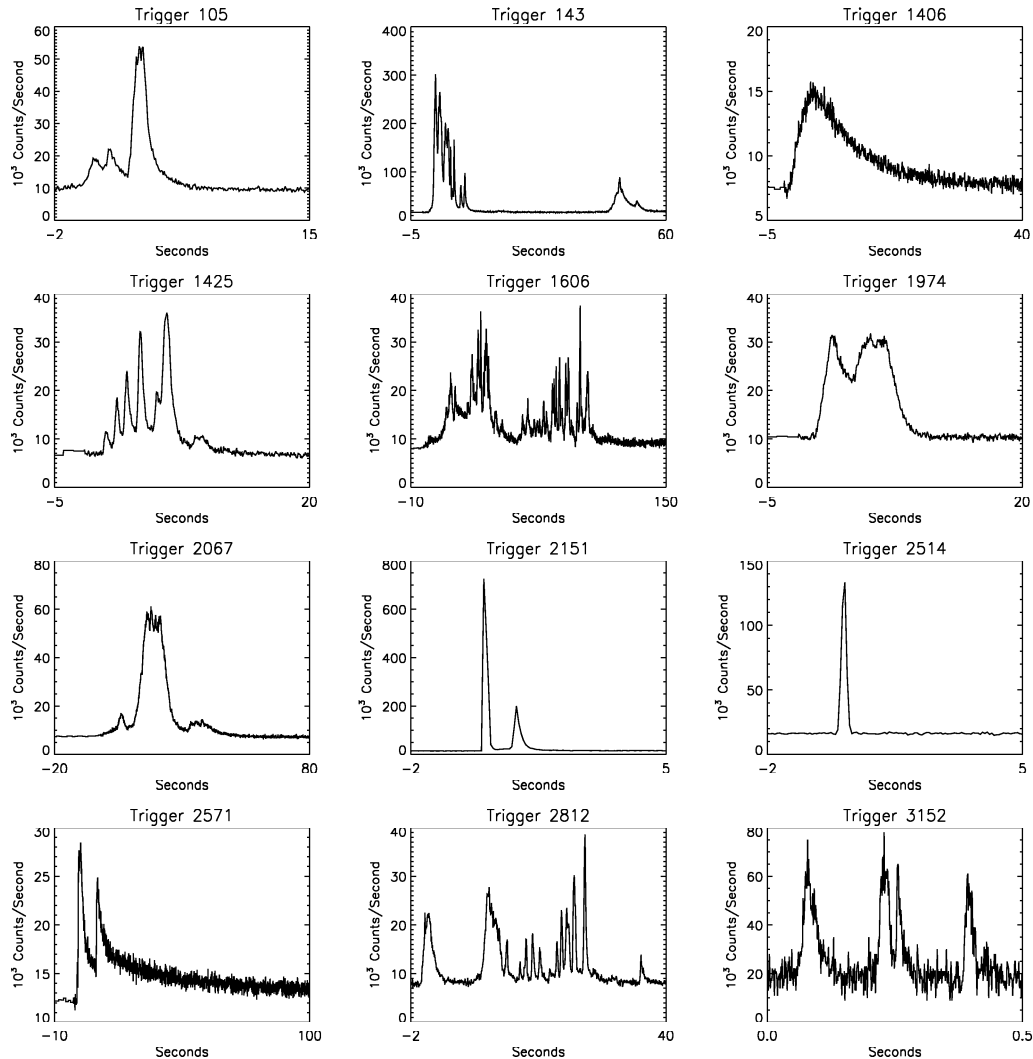 Trigger 105
10³ Counts/Second
60
50
40
30
20
10
0
-2
15
Seconds
Trigger 143
10³ Counts/Second
400
300
200
100
0
-5
60
Seconds
Trigger 1406
10³ Counts/Second
20
15
10
5
-5
40
Seconds
Trigger 1425
10³ Counts/Second
40
30
20
10
0
-5
20
Seconds
Trigger 1606
10³ Counts/Second
40
30
20
10
0
-10
150
Seconds
Trigger 1974
10³ Counts/Second
40
30
20
10
0
-5
20
Seconds
Trigger 2067
10³ Counts/Second
80
60
40
20
0
-20
80
Seconds
Trigger 2151
10³ Counts/Second
800
600
400
200
0
-2
5
Seconds
Trigger 2514
10³ Counts/Second
150
100
50
0
-2
5
Seconds
Trigger 2571
10³ Counts/Second
30
25
20
15
10
-10
100
Seconds
Trigger 2812
10³ Counts/Second
40
30
20
10
0
-2
40
Seconds
Trigger 3152
10³ Counts/Second
80
60
40
20
0
0.0
0.5
Seconds